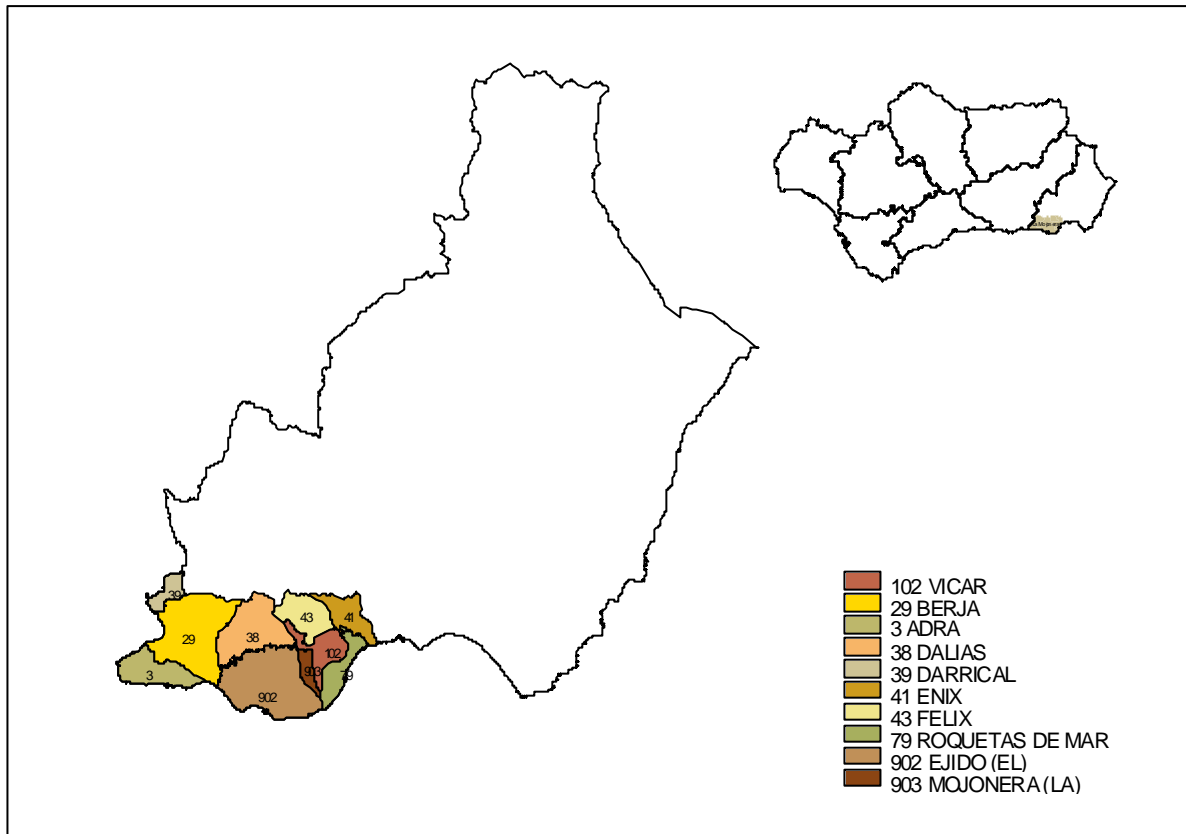 39
41
43
29
38
102
3
903
79
902
102 VICAR
29 BERJA
3 ADRA
38 DALIAS
39 DARRICAL
41 ENIX
43 FELIX
79 ROQUETAS DE MAR
902 EJIDO (EL)
903 MOJONERA (LA)